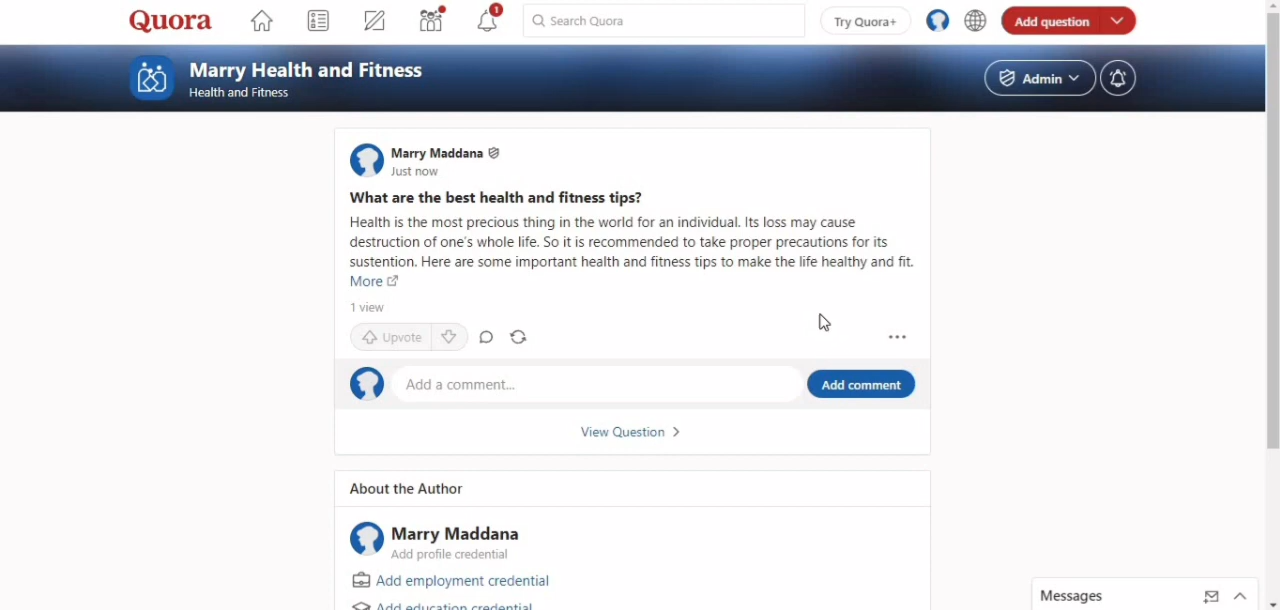 Quora
1
Search Quora
Try Quora+
Add question
Marry Health and Fitness
Health and Fitness
Admin
Marry Maddana
Just now
What are the best health and fitness tips?
Health is the most precious thing in the world for an individual. Its loss may cause
destruction of one's whole life. So it is recommended to take proper precautions for its
sustention. Here are some important health and fitness tips to make the life healthy and fit.
More
1 view
Upvote
Add a comment...
Add comment
View Question
About the Author
Marry Maddana
Add profile credential
Add employment credential
Add education credential
Messages